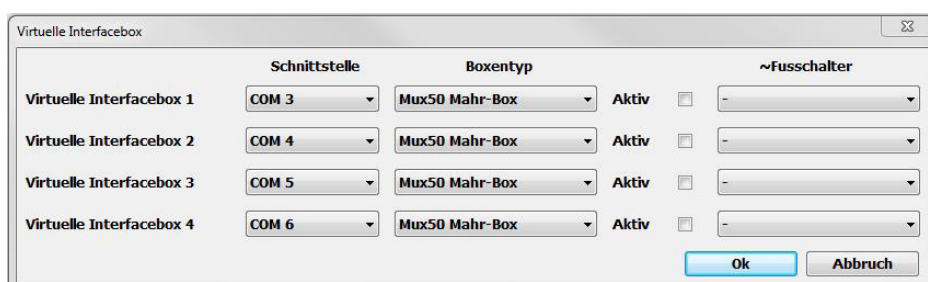 Virtuelle Interfacebox
Schnittstelle Boxentyp ~Fusschalter
Virtuelle Interfacebox 1 COM 3 Mux50 Mahr-Box Aktiv -
Virtuelle Interfacebox 2 COM 4 Mux50 Mahr-Box Aktiv -
Virtuelle Interfacebox 3 COM 5 Mux50 Mahr-Box Aktiv -
Virtuelle Interfacebox 4 COM 6 Mux50 Mahr-Box Aktiv -
Ok Abbruch